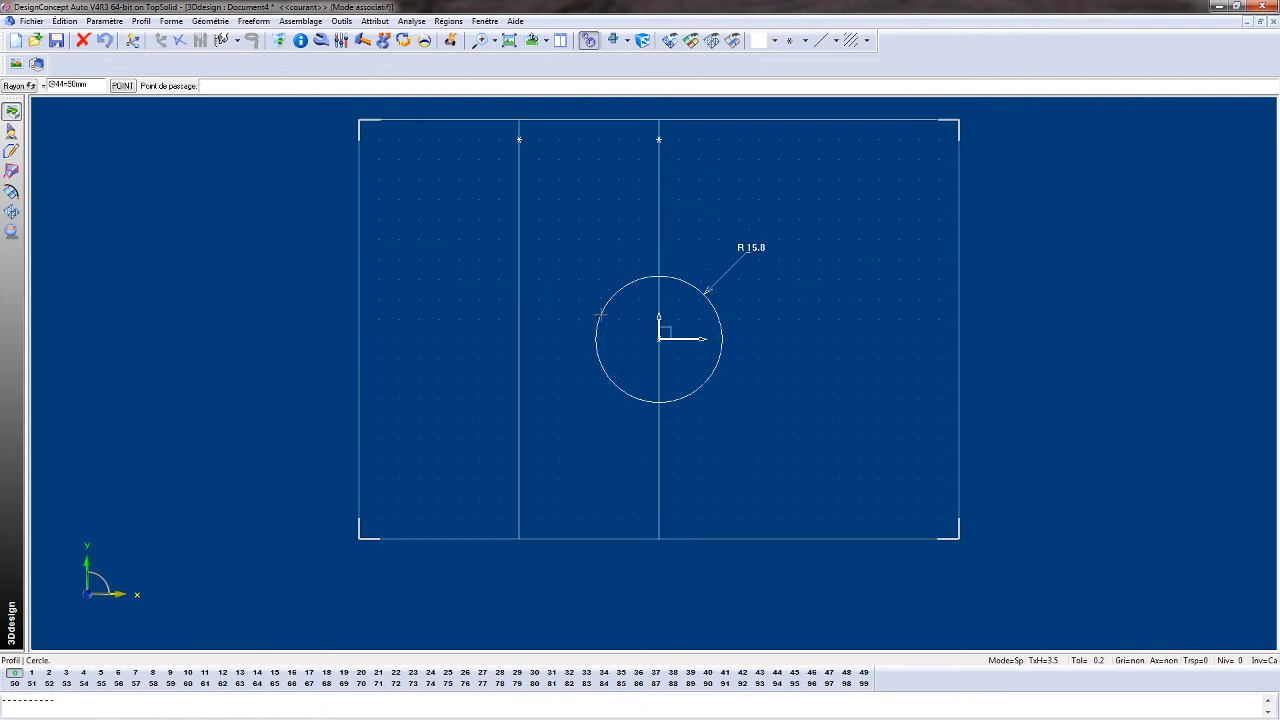 DesignConcept Auto V4R3 64-bit on TopSolid - [3Ddesign : Document4 * <<courant>> [Mode associatif]
Fichier Édition Paramètre Profil Forme Géométrie Freeform Assemblage Outils Attribut Analyse Régions Fenêtre Aide
Rayon = @44=90mm POINT Point de passage:
R 15.8
y
x
3Ddesign
Profil | Cercle.
Mode=Sp TxH=3.5 Tol= 0.2 Gri=non Ax=non Trsp=0 Niv= 0 Inv=Ca
0 1 2 3 4 5 6 7 8 9 10 11 12 13 14 15 16 17 18 19 20 21 22 23 24 25 26 27 28 29 30 31 32 33 34 35 36 37 38 39 40 41 42 43 44 45 46 47 48 49
50 51 52 53 54 55 56 57 58 59 60 61 62 63 64 65 66 67 68 69 70 71 72 73 74 75 76 77 78 79 80 81 82 83 84 85 86 87 88 89 90 91 92 93 94 95 96 97 98 99
----------